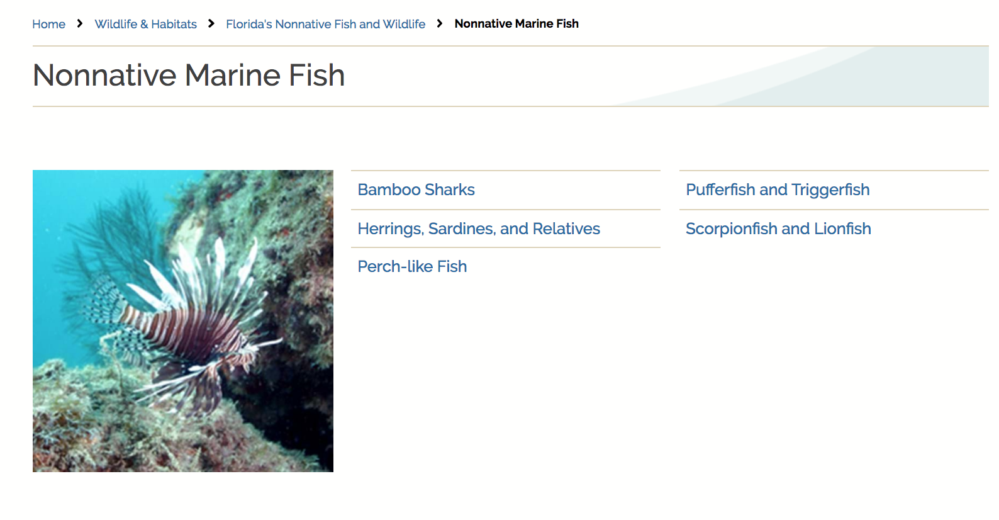 Home > Wildlife & Habitats > Florida's Nonnative Fish and Wildlife > Nonnative Marine Fish
Nonnative Marine Fish
Bamboo Sharks
Herrings, Sardines, and Relatives
Perch-like Fish
Pufferfish and Triggerfish
Scorpionfish and Lionfish